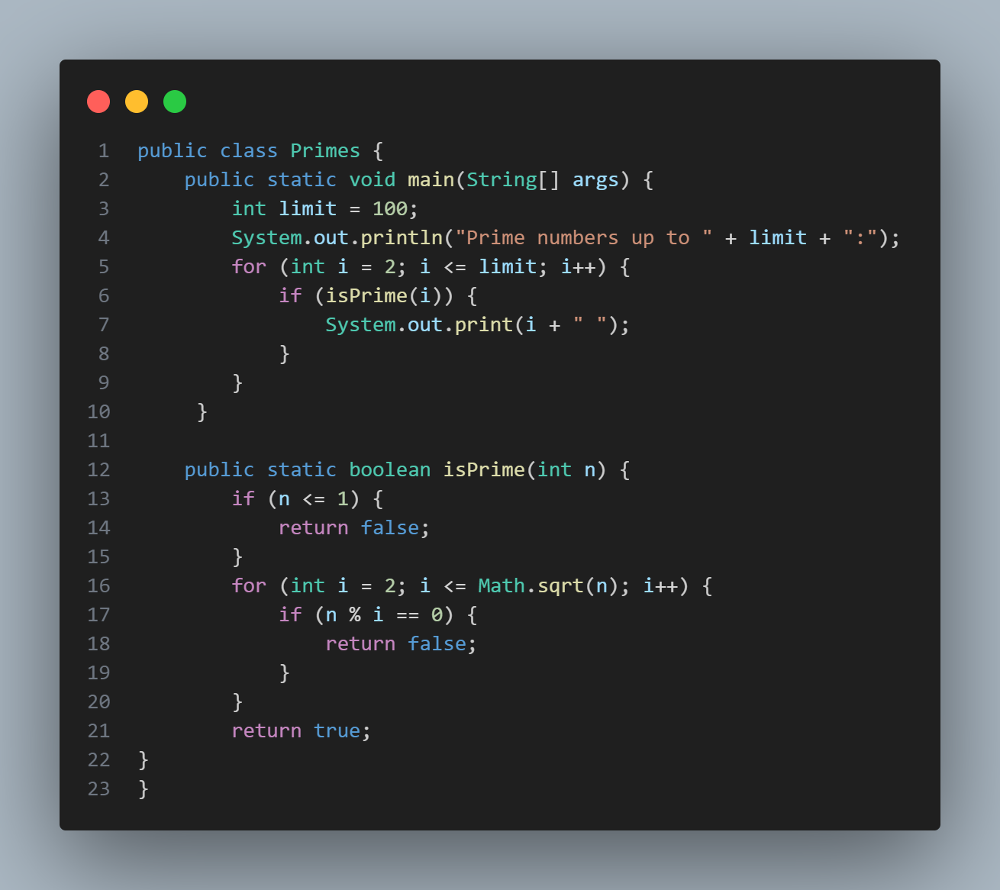 1 public class Primes {
2     public static void main(String[] args) {
3         int limit = 100;
4         System.out.println("Prime numbers up to " + limit + ":");
5         for (int i = 2; i <= limit; i++) {
6             if (isPrime(i)) {
7                 System.out.print(i + " ");
8             }
9         }
10      }
11
12     public static boolean isPrime(int n) {
13         if (n <= 1) {
14             return false;
15         }
16         for (int i = 2; i <= Math.sqrt(n); i++) {
17             if (n % i == 0) {
18                 return false;
19             }
20         }
21         return true;
22 }
23 }